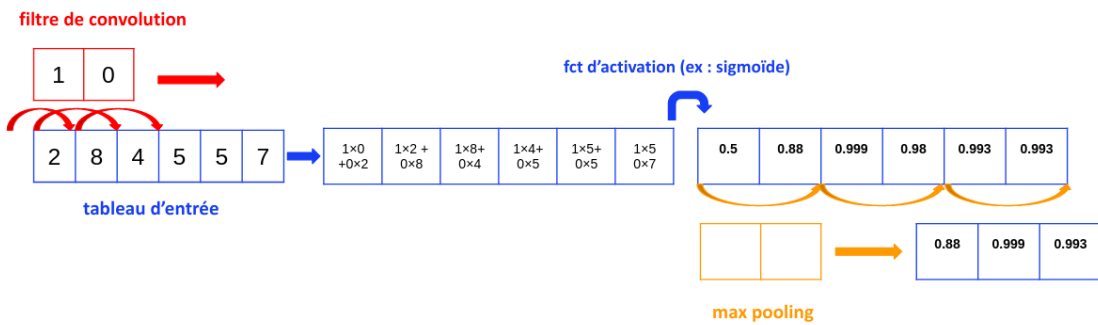 filtre de convolution
1 0
fct d'activation (ex : sigmoïde)
2 8 4 5 5 7
1×0 1×2 + 1×8+ 1×4+ 1×5+ 1×5
+0×2 0×8 0×4 0×5 0×5 0×7
0.5 0.88 0.999 0.98 0.993 0.993
tableau d'entrée
0.88 0.999 0.993
max pooling